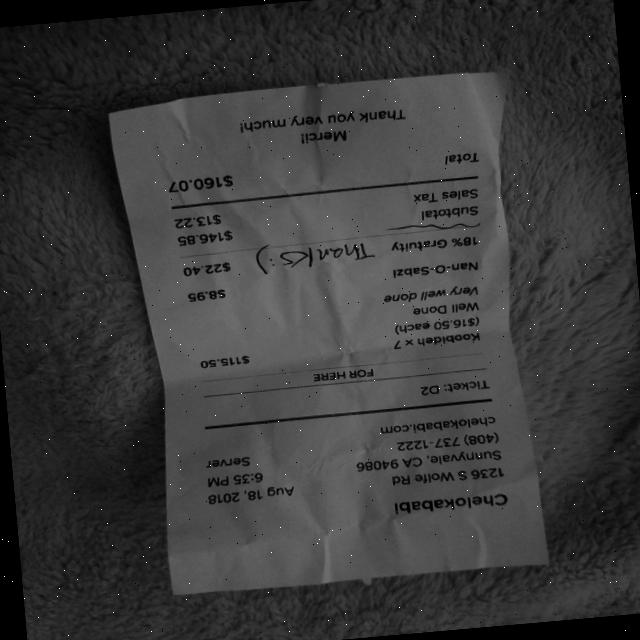 Chelokababi
1236 S Wolfe Rd Aug 18, 2018
Sunnyvale, CA 94086 6:35 PM
(408) 737-1222 Server
chelokababi.com
Ticket: D2
FOR HERE
Koobideh x 7 $115.50
($16.50 each)
Well Done
Very well done
Nan-O-Sabzi $8.95
18% Gratuity $22.40
Thanks :)
Subtotal $146.85
Sales Tax $13.22
Total $160.07
Merci!
Thank you very much!